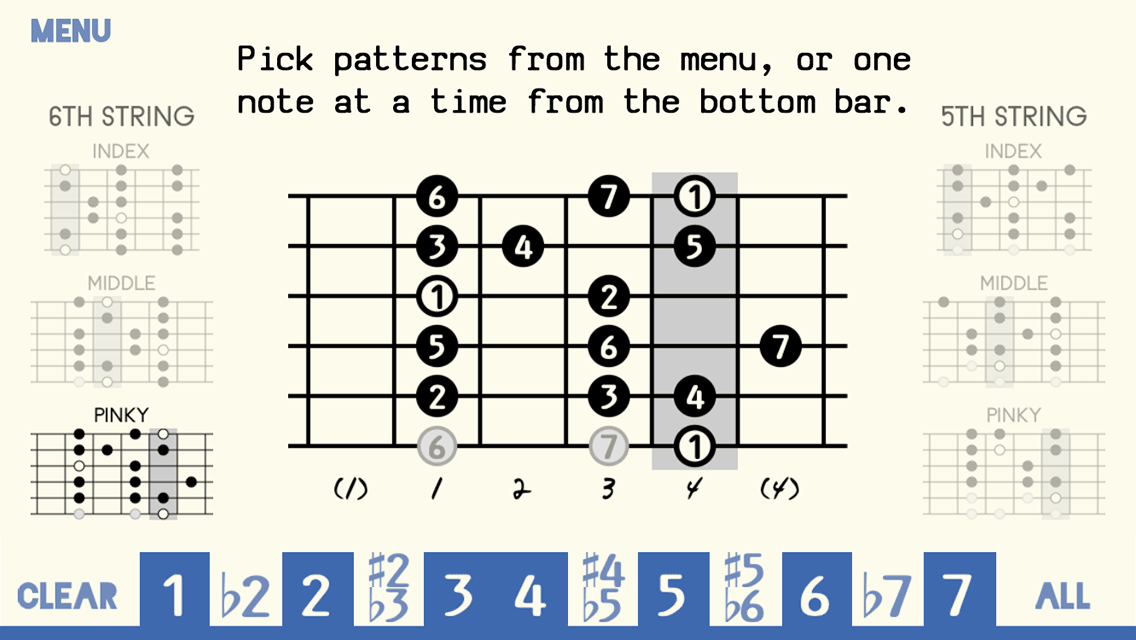 MENU
Pick patterns from the menu, or one
note at a time from the bottom bar.
6TH STRING
INDEX
MIDDLE
PINKY
6 7 1
3 4 5
1 2
5 6 7
2 3 4
6 7 1
(1) 1 2 3 4 (4)
5TH STRING
INDEX
MIDDLE
PINKY
CLEAR 1 ♭2 2 ♯2 ♭3 3 4 ♯4 ♭5 5 ♯5 ♭6 6 ♭7 7 ALL